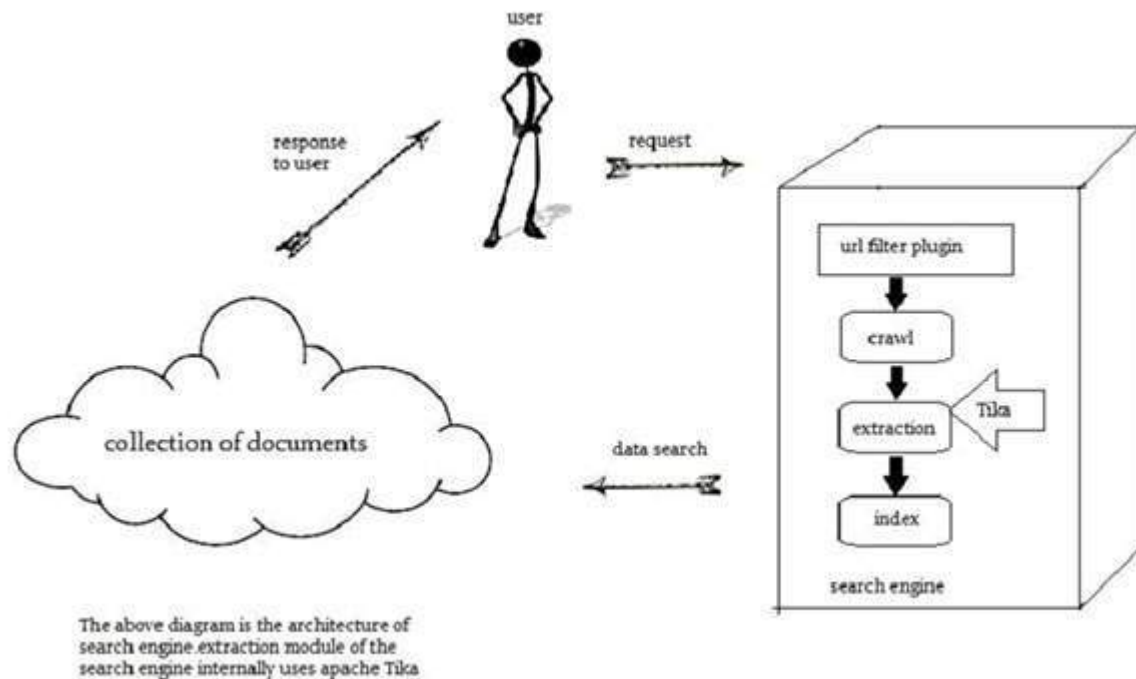 user
response
to user
request
url filter plugin
crawl
Tika
extraction
collection of documents
data search
index
search engine
The above diagram is the architecture of
search engine.extraction module of the
search engine internally uses apache Tika